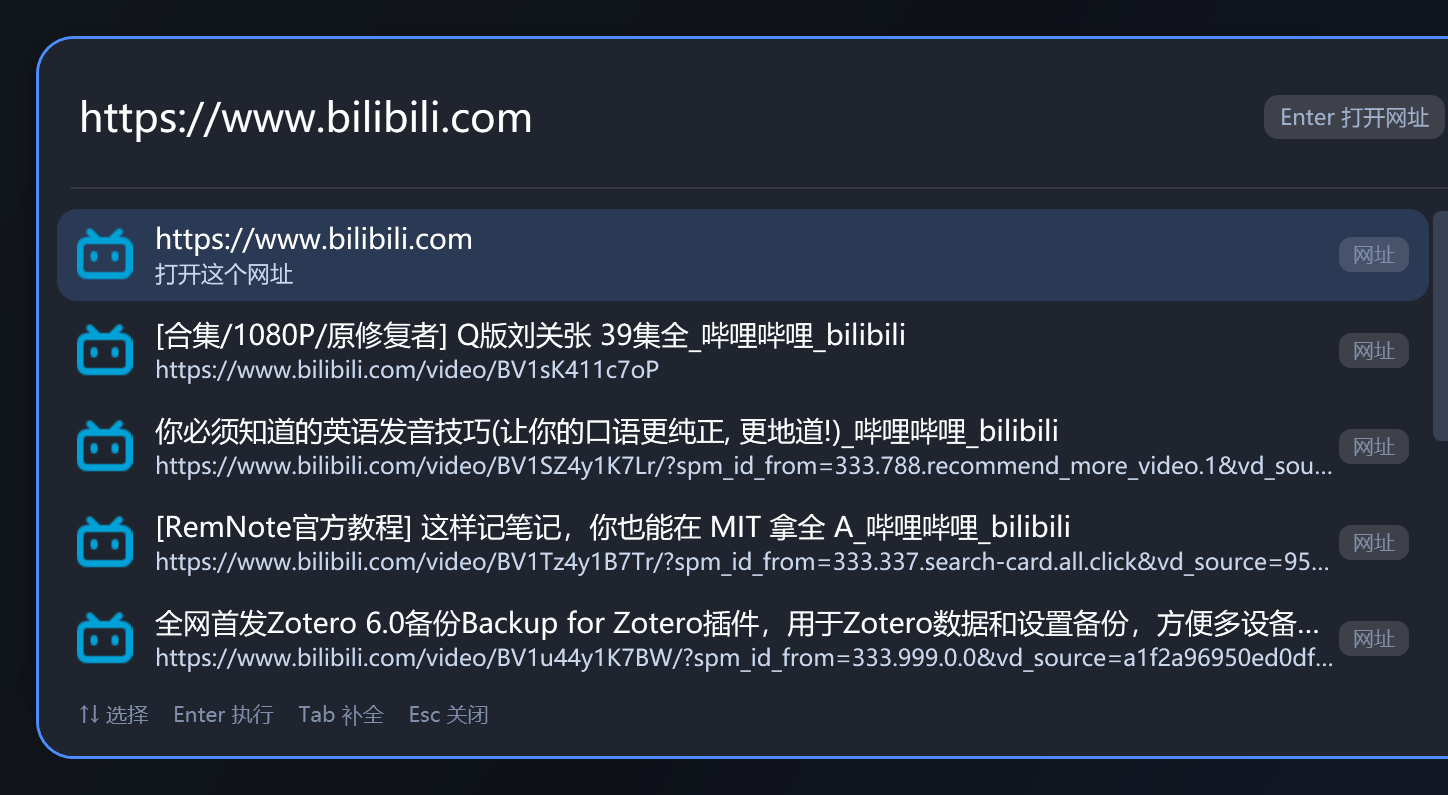 https://www.bilibili.com
Enter 打开网址
https://www.bilibili.com
打开这个网址
网址
[合集/1080P/原修复者] Q版刘关张 39集全_哔哩哔哩_bilibili
https://www.bilibili.com/video/BV1sK411c7oP
网址
你必须知道的英语发音技巧(让你的口语更纯正, 更地道!)_哔哩哔哩_bilibili
https://www.bilibili.com/video/BV1SZ4y1K7Lr/?spm_id_from=333.788.recommend_more_video.1&vd_sou...
网址
[RemNote官方教程] 这样记笔记，你也能在 MIT 拿全 A_哔哩哔哩_bilibili
https://www.bilibili.com/video/BV1Tz4y1B7Tr/?spm_id_from=333.337.search-card.all.click&vd_source=95...
网址
全网首发Zotero 6.0备份Backup for Zotero插件，用于Zotero数据和设置备份，方便多设备...
https://www.bilibili.com/video/BV1u44y1K7BW/?spm_id_from=333.999.0.0&vd_source=a1f2a96950ed0df...
网址
↑↓ 选择 Enter 执行 Tab 补全 Esc 关闭